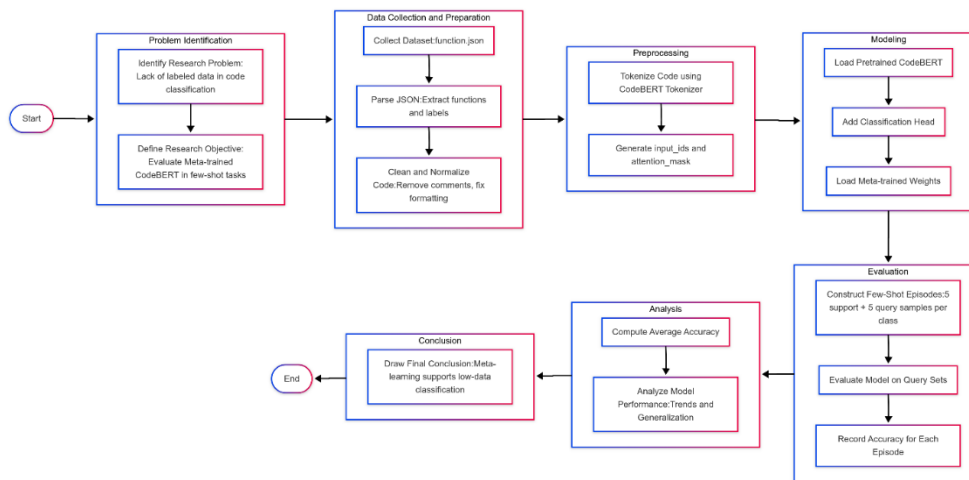 Start
Problem Identification
Identify Research Problem:
Lack of labeled data in code
classification
Define Research Objective:
Evaluate Meta-trained
CodeBERT in few-shot tasks
Data Collection and Preparation
Collect Dataset:function.json
Parse JSON:Extract functions
and labels
Clean and Normalize
Code:Remove comments, fix
formatting
Preprocessing
Tokenize Code using
CodeBERT Tokenizer
Generate input_ids and
attention_mask
Modeling
Load Pretrained CodeBERT
Add Classification Head
Load Meta-trained Weights
Evaluation
Construct Few-Shot Episodes:5
support + 5 query samples per
class
Evaluate Model on Query Sets
Record Accuracy for Each
Episode
Analysis
Compute Average Accuracy
Analyze Model
Performance:Trends and
Generalization
Conclusion
Draw Final Conclusion:Meta-
learning supports low-data
classification
End